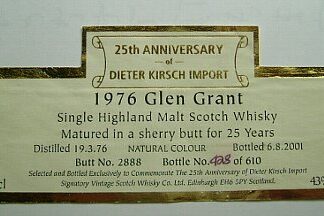 25th ANNIVERSARY
of
DIETER KIRSCH IMPORT
1976 Glen Grant
Single Highland Malt Scotch Whisky
Matured in a sherry butt for 25 Years
Distilled 19.3.76 NATURAL COLOUR Bottled 6.8.2001
Butt No. 2888 Bottle No. 428 of 610
Selected and Bottled Exclusively to Commemorate The 25th Anniversary of Dieter Kirsch Import
cl Signatory Vintage Scotch Whisky Co. Ltd. Edinburgh EH6 5PY Scotland. 43%